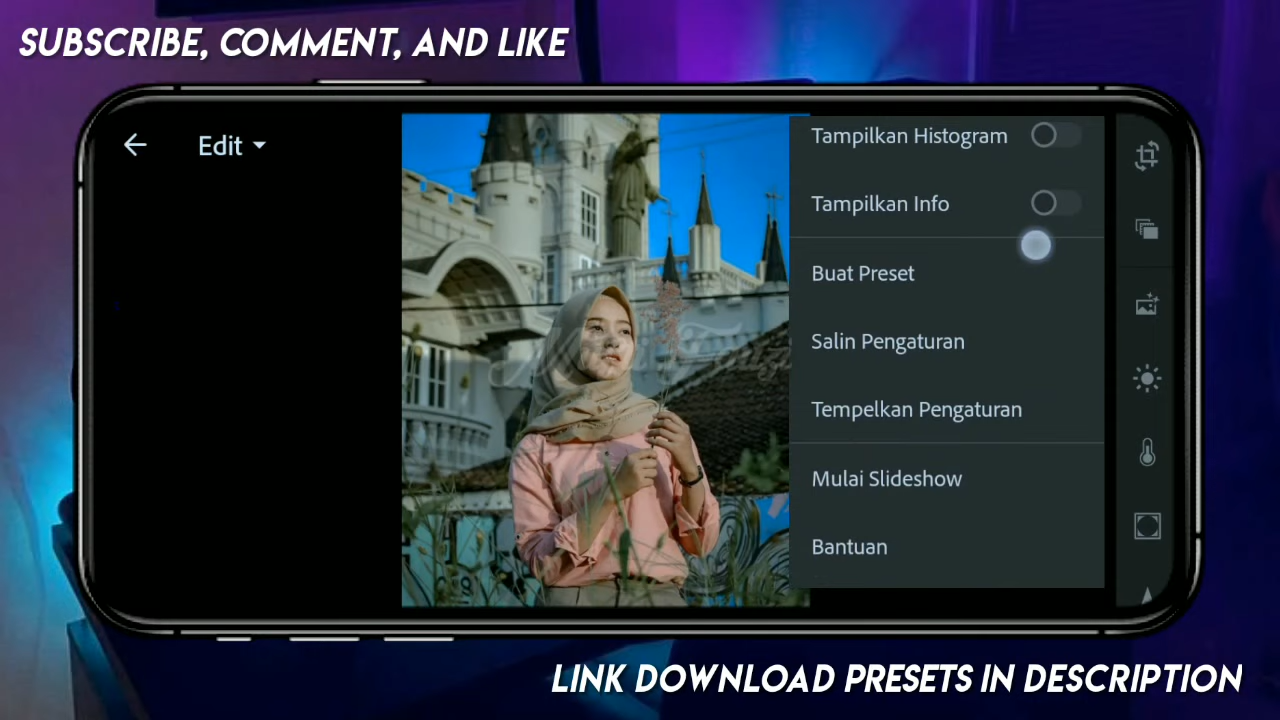 SUBSCRIBE, COMMENT, AND LIKE
Edit
Tampilkan Histogram
Tampilkan Info
Buat Preset
Salin Pengaturan
Tempelkan Pengaturan
Mulai Slideshow
Bantuan
LINK DOWNLOAD PRESETS IN DESCRIPTION